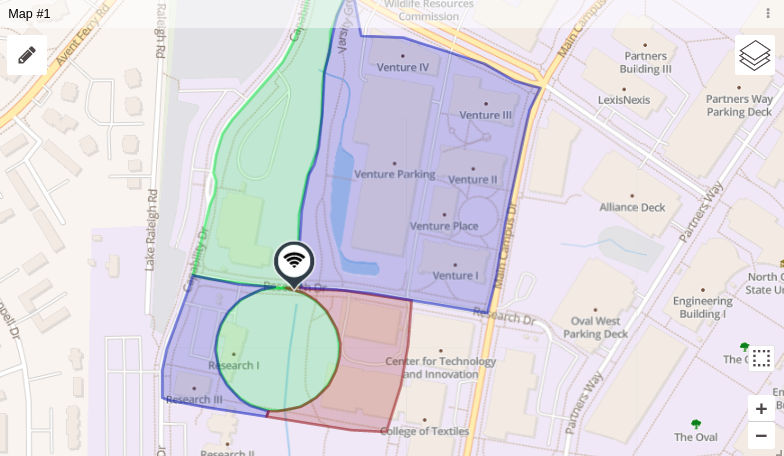 Map #1
Wildlife Resources
Commission
Avent Ferry Rd
Raleigh Rd
Capability
Varsity
Main Campus
Venture IV
Partners
Building III
LexisNexis
Partners Way
Parking Deck
Venture III
Venture Parking
Venture II
Lake Raleigh Rd
Alliance Deck
Partners Way
Venture Place
Main Campus Dr
Capability Dr
Venture I
North C
State Un
Engineering
Building I
Research Dr
Research Dr
Oval West
Parking Deck
Center for Technology
and Innovation
Research I
The O
Research III
Partners Way
College of Textiles
The Oval
Research II
Dr
En
Bu
+
−